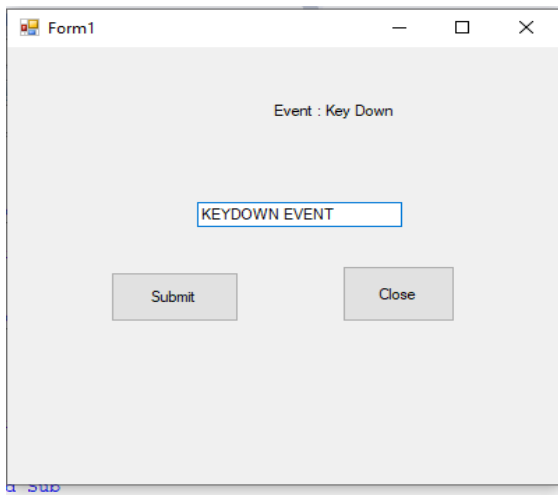 Form1
Event : Key Down
KEYDOWN EVENT
Submit
Close
d Sub